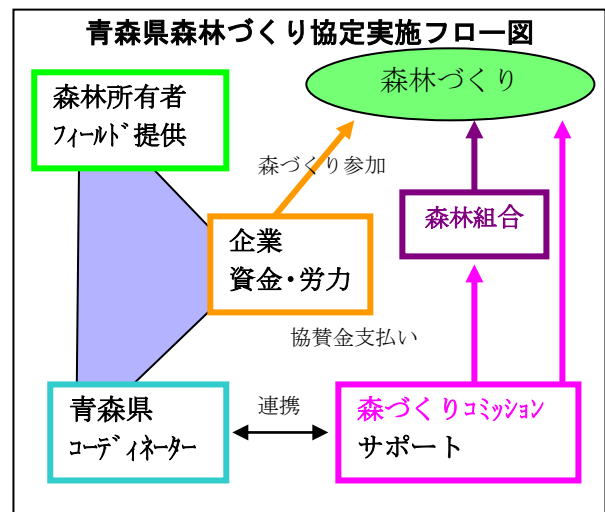 青森県森林づくり協定実施フロー図
森林づくり
森林所有者
ﾌｨｰﾙﾄﾞ提供
森づくり参加
森林組合
企業
資金・労力
協賛金支払い
青森県
ｺｰﾃﾞｨﾈｰﾀｰ
連携
森づくりｺﾐｯｼｮﾝ
サポート